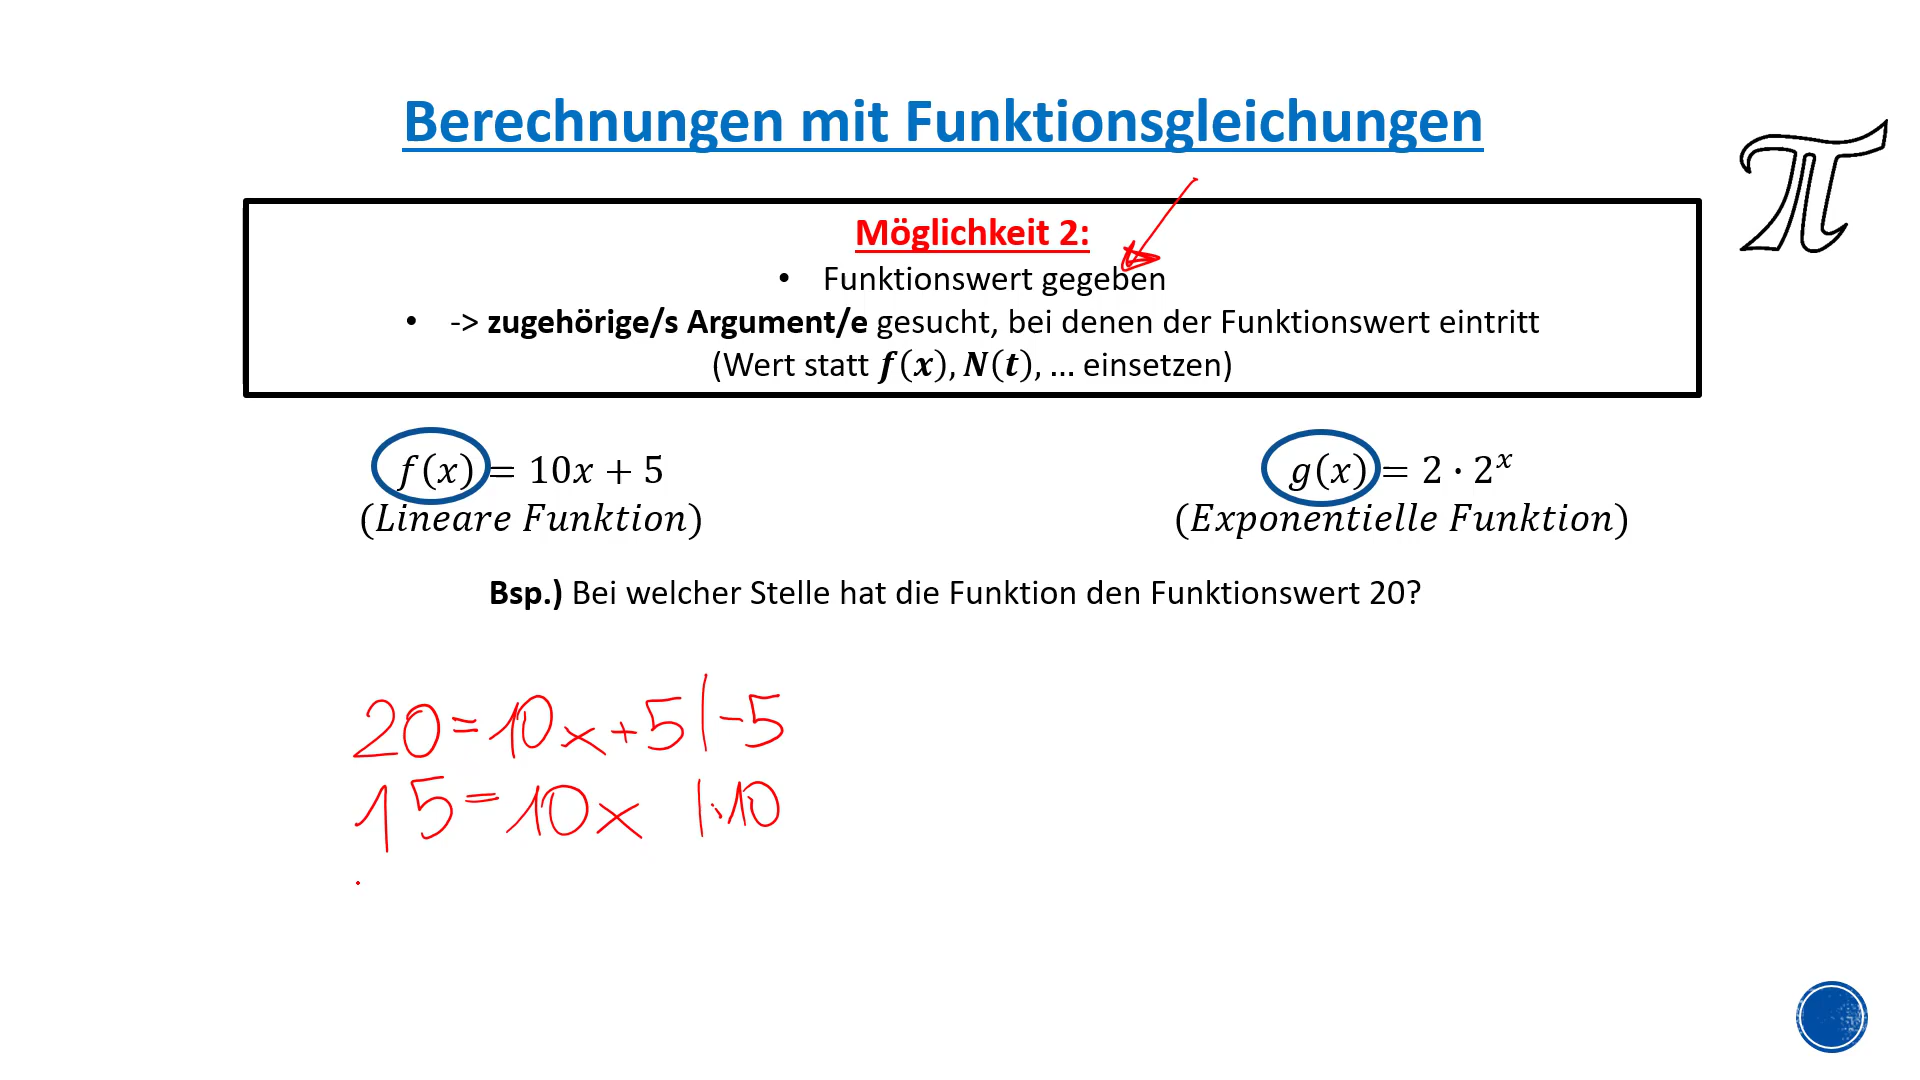 Berechnungen mit Funktionsgleichungen
π
Möglichkeit 2:
• Funktionswert gegeben
• -> zugehörige/s Argument/e gesucht, bei denen der Funktionswert eintritt
(Wert statt f(x), N(t), ... einsetzen)
f(x) = 10x + 5
(Lineare Funktion)
g(x) = 2 · 2ˣ
(Exponentielle Funktion)
Bsp.) Bei welcher Stelle hat die Funktion den Funktionswert 20?
20=10x+5|-5
15=10x |:10